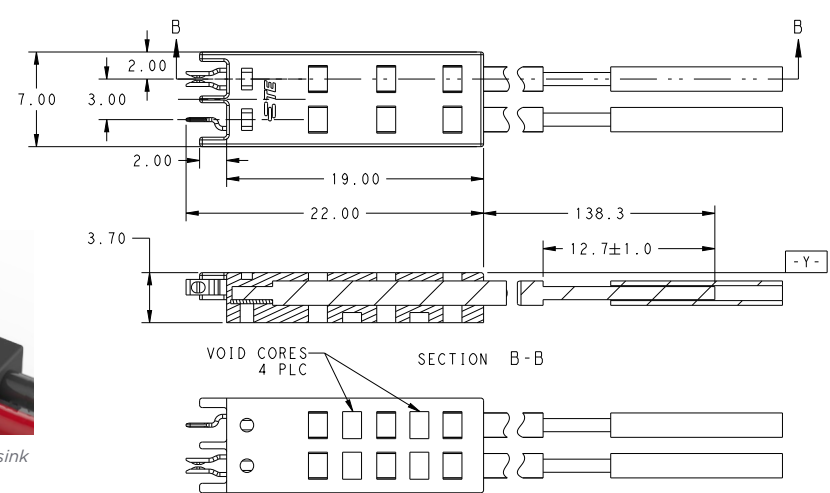 B
B
2.00
7.00
3.00
TE
2.00
19.00
22.00
138.3
3.70
12.7±1.0
-Y-
VOID CORES
4 PLC
SECTION B-B
sink